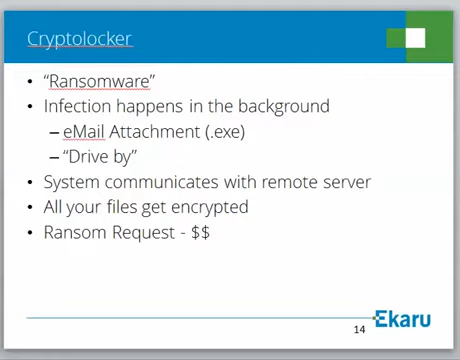 Cryptolocker
• “Ransomware”
• Infection happens in the background
– eMail Attachment (.exe)
– “Drive by”
• System communicates with remote server
• All your files get encrypted
• Ransom Request - $$
14
Ekaru